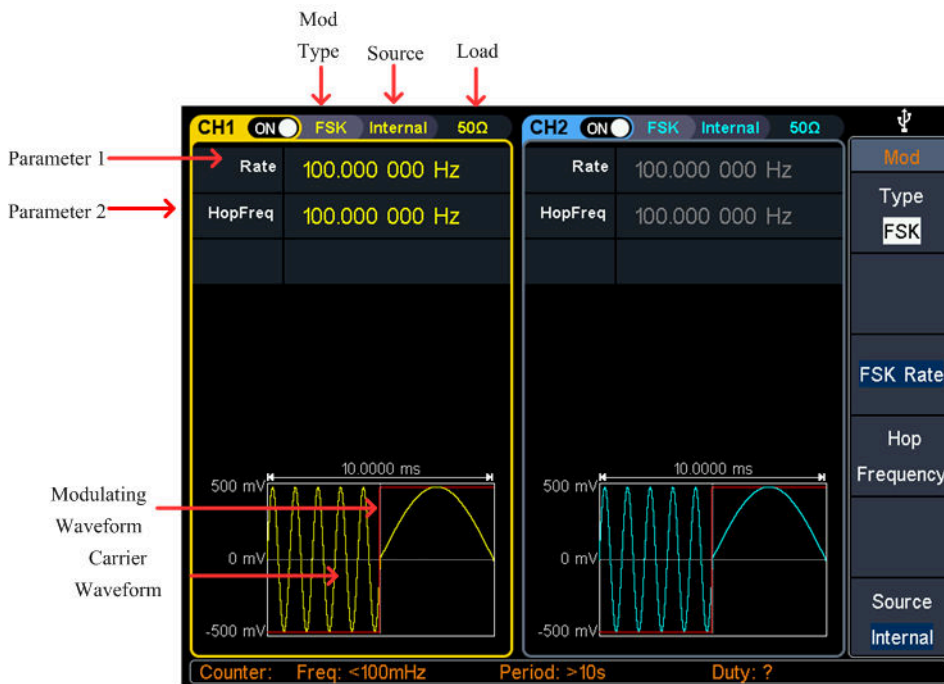 Mod
Type
Source
Load
CH1 ON FSK Internal 50Ω
CH2 ON FSK Internal 50Ω
Mod
Parameter 1
Rate 100.000 000 Hz
Rate 100.000 000 Hz
Type
FSK
Parameter 2
HopFreq 100.000 000 Hz
HopFreq 100.000 000 Hz
FSK Rate
Hop
Frequency
10.0000 ms
10.0000 ms
500 mV
500 mV
Modulating
Waveform
Carrier
Waveform
0 mV
0 mV
-500 mV
-500 mV
Source
Internal
Counter: Freq: <100mHz Period: >10s Duty: ?